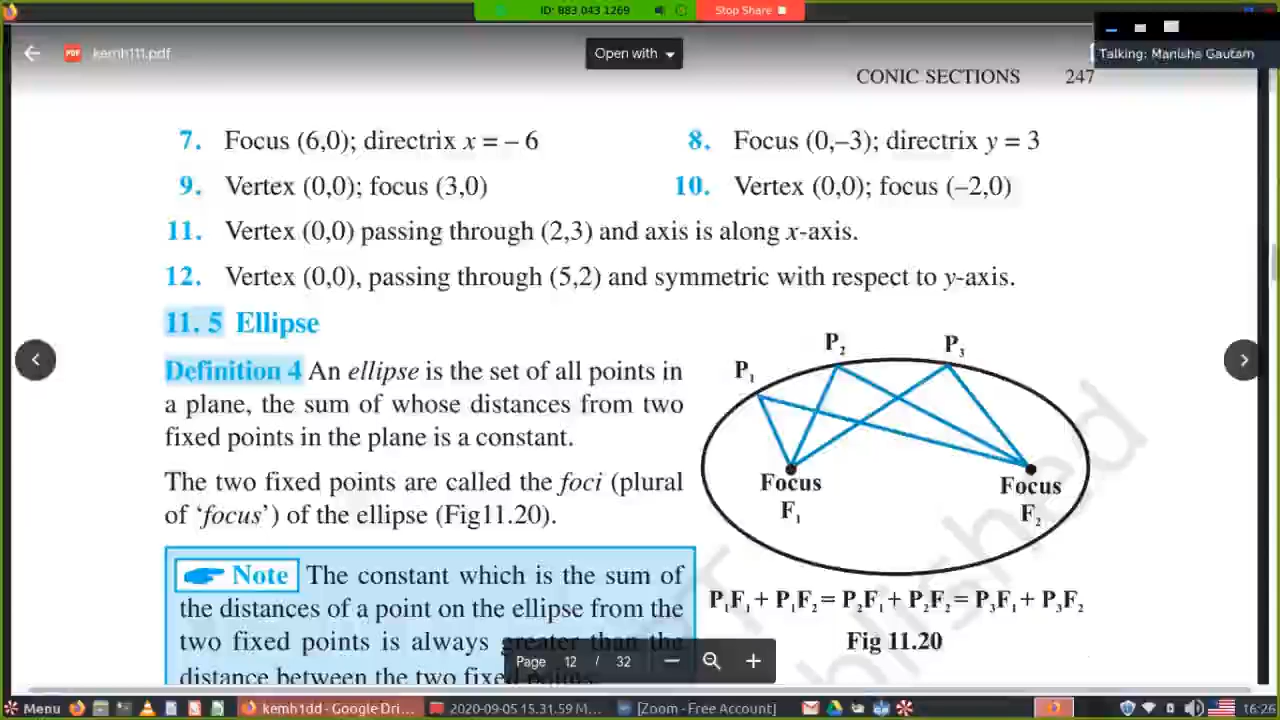 ID: 883 043 1269
Stop Share
kemh111.pdf
Open with
Talking: Manisha Gautam
CONIC SECTIONS 247
7. Focus (6,0); directrix x = – 6
8. Focus (0,–3); directrix y = 3
9. Vertex (0,0); focus (3,0)
10. Vertex (0,0); focus (–2,0)
11. Vertex (0,0) passing through (2,3) and axis is along x-axis.
12. Vertex (0,0), passing through (5,2) and symmetric with respect to y-axis.
11. 5 Ellipse
Definition 4 An ellipse is the set of all points in
a plane, the sum of whose distances from two
fixed points in the plane is a constant.
The two fixed points are called the foci (plural
of ‘focus’) of the ellipse (Fig11.20).
Note The constant which is the sum of
the distances of a point on the ellipse from the
two fixed points is always greater than the
distance between the two fixed points.
P₁
P₂
P₃
Focus
F₁
Focus
F₂
P₁F₁ + P₁F₂ = P₂F₁ + P₂F₂ = P₃F₁ + P₃F₂
Fig 11.20
Page 12 / 32
Menu
kemh1dd - Google Dri...
2020-09-05 15.31.59 M...
[Zoom - Free Account]
16:26